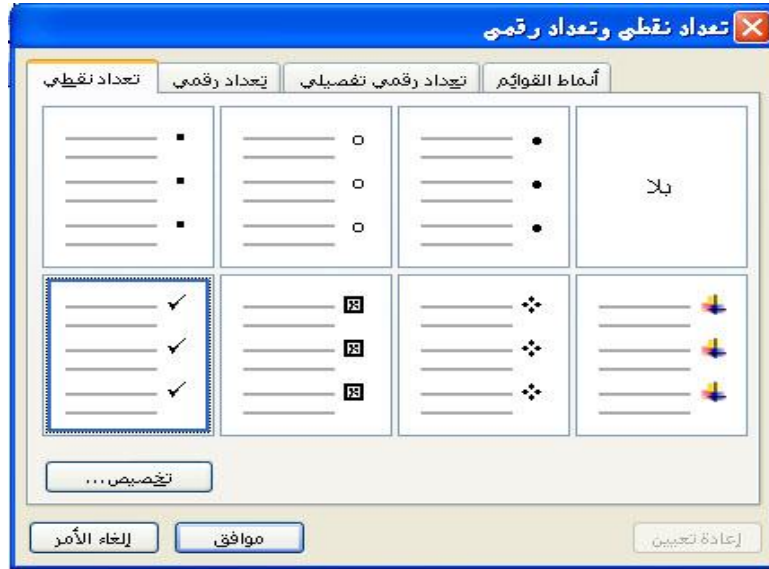 تعداد نقطي وتعداد رقمي
أنماط القوائم تعداد رقمي تفصيلي تعداد رقمي تعداد نقطي
بلا
تخصيص...
إعادة تعيين موافق إلغاء الأمر